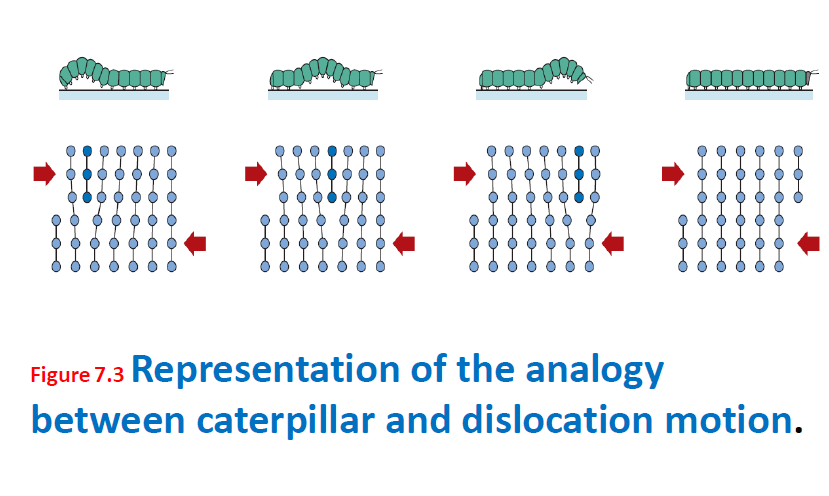 Figure 7.3 Representation of the analogy
between caterpillar and dislocation motion.